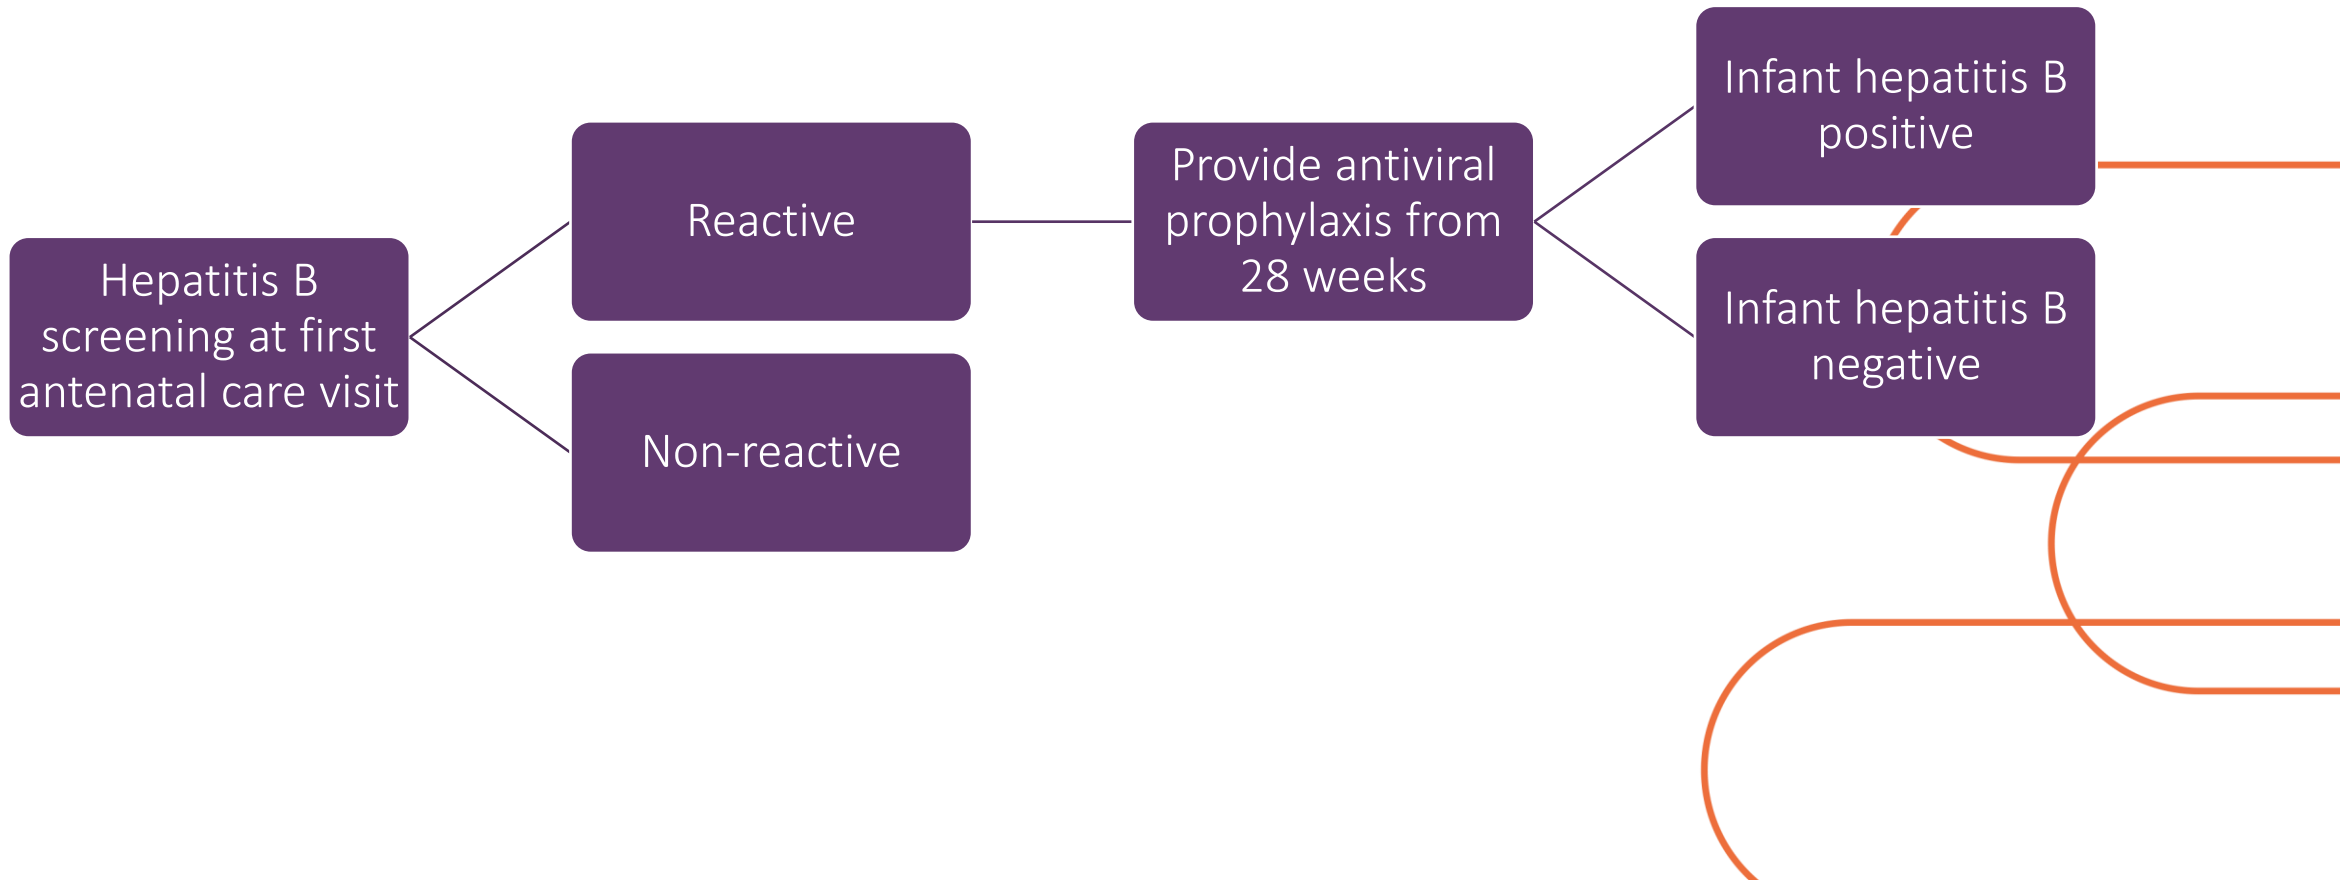 Hepatitis B
screening at first
antenatal care visit
Reactive
Non-reactive
Provide antiviral
prophylaxis from
28 weeks
Infant hepatitis B
positive
Infant hepatitis B
negative